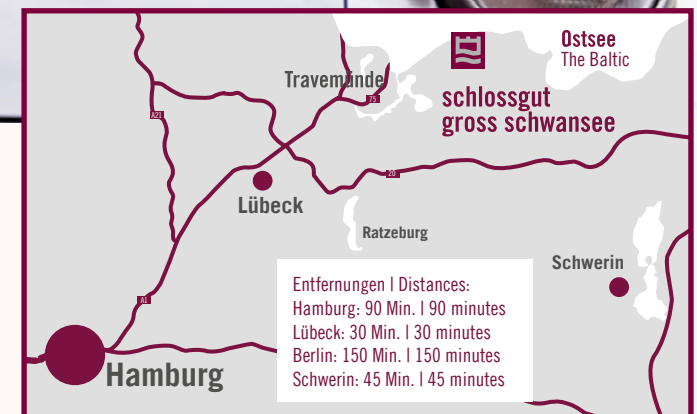 Ostsee
The Baltic
Travemünde
75
schlossgut
gross schwansee
A21
20
Lübeck
Ratzeburg
Schwerin
Entfernungen | Distances:
Hamburg: 90 Min. | 90 minutes
Lübeck: 30 Min. | 30 minutes
Berlin: 150 Min. | 150 minutes
Schwerin: 45 Min. | 45 minutes
A1
Hamburg